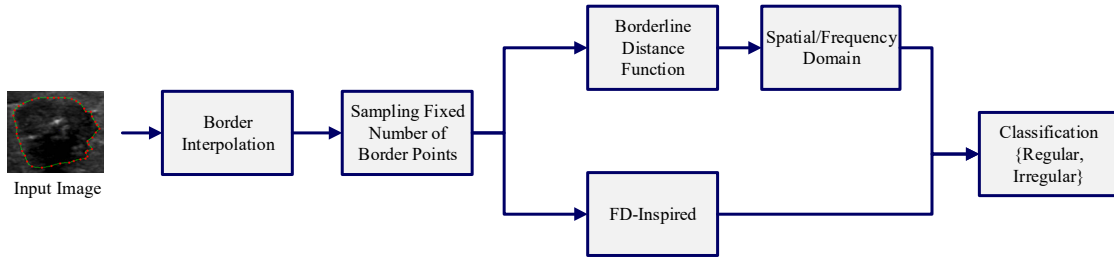 Input Image
Border
Interpolation
Sampling Fixed
Number of
Border Points
Borderline
Distance
Function
Spatial/Frequency
Domain
FD-Inspired
Classification
{Regular,
Irregular}